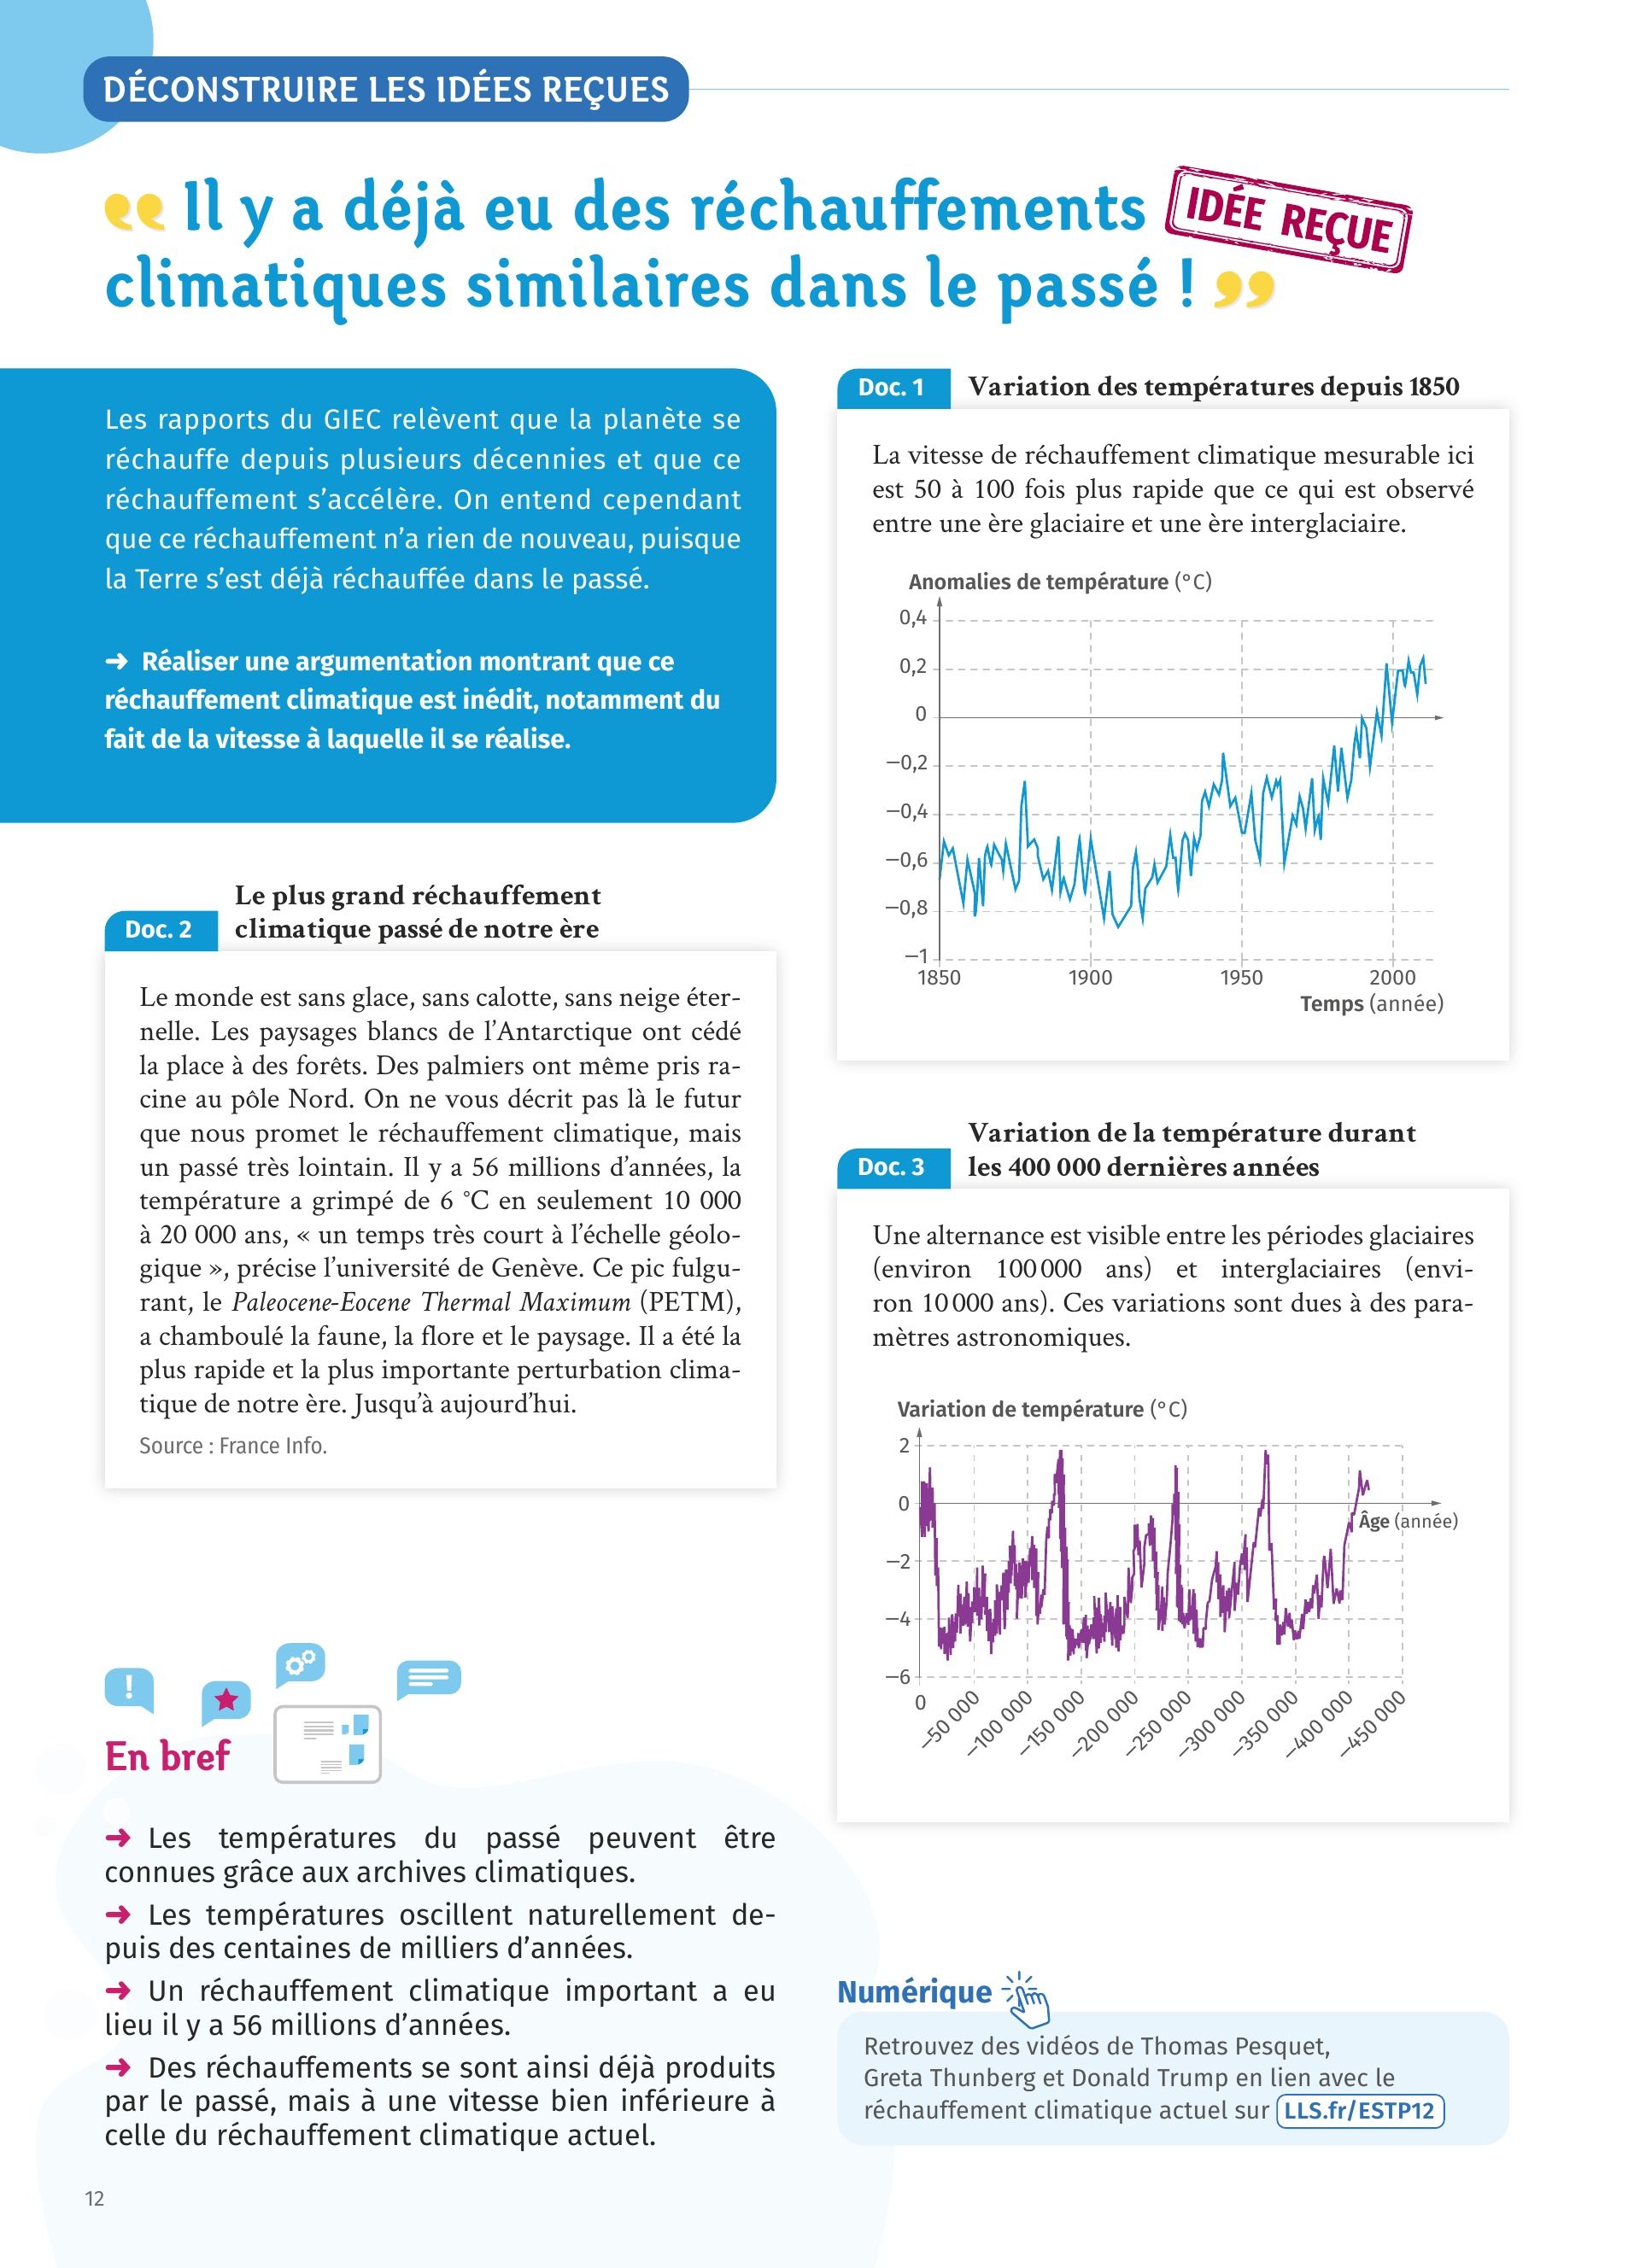 DÉCONSTRUIRE LES IDÉES REÇUES
“ Il y a déjà eu des réchauffements
climatiques similaires dans le passé ! ”
IDÉE REÇUE
Les rapports du GIEC relèvent que la planète se
réchauffe depuis plusieurs décennies et que ce
réchauffement s’accélère. On entend cependant
que ce réchauffement n’a rien de nouveau, puisque
la Terre s’est déjà réchauffée dans le passé.
➜ Réaliser une argumentation montrant que ce
réchauffement climatique est inédit, notamment du
fait de la vitesse à laquelle il se réalise.
Doc. 1
Variation des températures depuis 1850
La vitesse de réchauffement climatique mesurable ici
est 50 à 100 fois plus rapide que ce qui est observé
entre une ère glaciaire et une ère interglaciaire.
Anomalies de température (°C)
0,4
0,2
0
−0,2
−0,4
−0,6
−0,8
−1
1850 1900 1950 2000
Temps (année)
Doc. 2
Le plus grand réchauffement
climatique passé de notre ère
Le monde est sans glace, sans calotte, sans neige éter-
nelle. Les paysages blancs de l’Antarctique ont cédé
la place à des forêts. Des palmiers ont même pris ra-
cine au pôle Nord. On ne vous décrit pas là le futur
que nous promet le réchauffement climatique, mais
un passé très lointain. Il y a 56 millions d’années, la
température a grimpé de 6 °C en seulement 10 000
à 20 000 ans, « un temps très court à l’échelle géolo-
gique », précise l’université de Genève. Ce pic fulgu-
rant, le Paleocene-Eocene Thermal Maximum (PETM),
a chamboulé la faune, la flore et le paysage. Il a été la
plus rapide et la plus importante perturbation clima-
tique de notre ère. Jusqu’à aujourd’hui.
Source : France Info.
Doc. 3
Variation de la température durant
les 400 000 dernières années
Une alternance est visible entre les périodes glaciaires
(environ 100 000 ans) et interglaciaires (envi-
ron 10 000 ans). Ces variations sont dues à des para-
mètres astronomiques.
Variation de température (°C)
2
0
−2
−4
−6
Âge (année)
0 −50 000 −100 000 −150 000 −200 000 −250 000 −300 000 −350 000 −400 000 −450 000
!
En bref
➜ Les températures du passé peuvent être
connues grâce aux archives climatiques.
➜ Les températures oscillent naturellement de-
puis des centaines de milliers d’années.
➜ Un réchauffement climatique important a eu
lieu il y a 56 millions d’années.
➜ Des réchauffements se sont ainsi déjà produits
par le passé, mais à une vitesse bien inférieure à
celle du réchauffement climatique actuel.
Numérique
Retrouvez des vidéos de Thomas Pesquet,
Greta Thunberg et Donald Trump en lien avec le
réchauffement climatique actuel sur LLS.fr/ESTP12
12